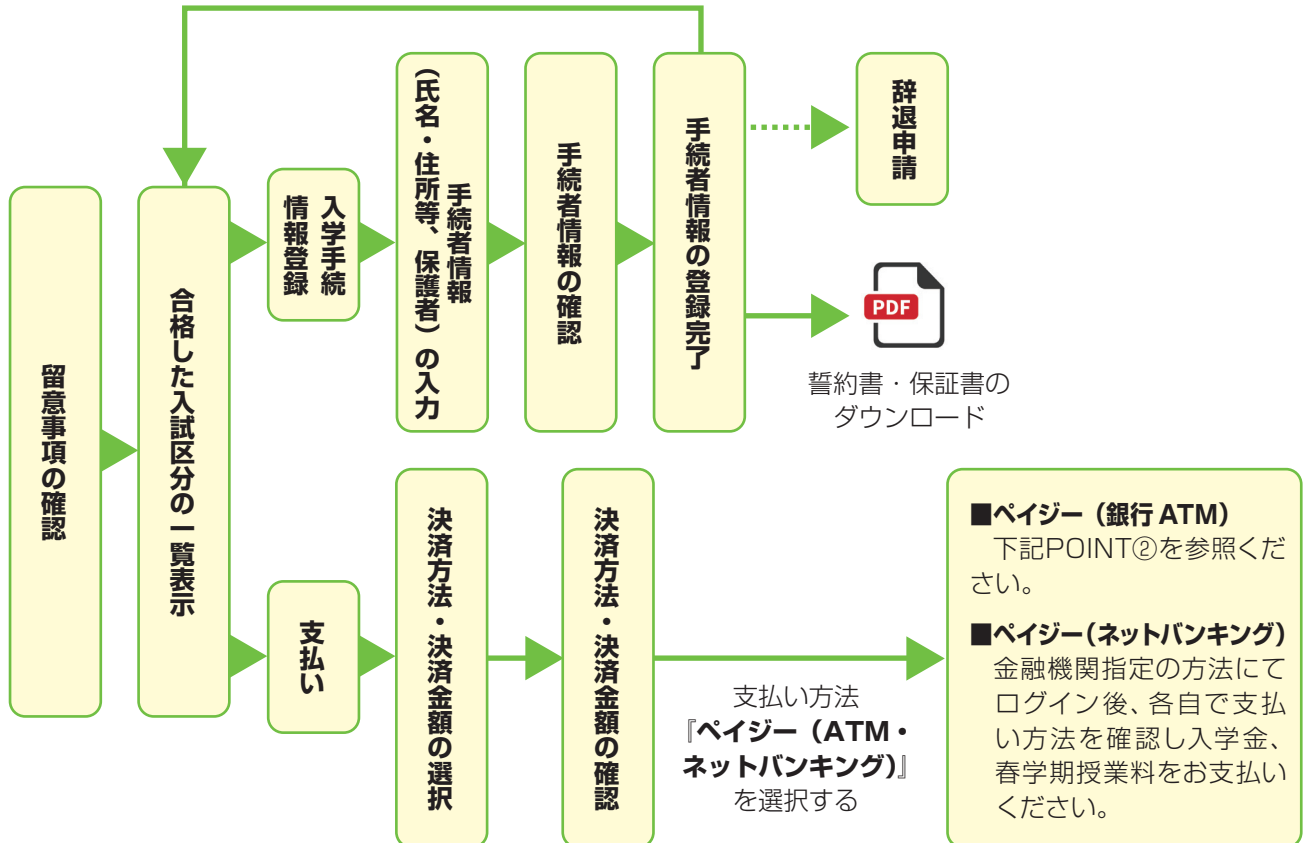 留意事項の確認
合格した入試区分の一覧表示
入学手続
情報登録
手続者情報
（氏名・住所等、保護者）の入力
手続者情報の確認
手続者情報の登録完了
辞退申請
PDF
誓約書・保証書の
ダウンロード
支払い
決済方法・決済金額の選択
決済方法・決済金額の確認
支払い方法
『ペイジー（ATM・
ネットバンキング）』
を選択する
■ペイジー（銀行 ATM）
下記POINT②を参照くだ
さい。
■ペイジー（ネットバンキング）
金融機関指定の方法にて
ログイン後、各自で支払
い方法を確認し入学金、
春学期授業料をお支払い
ください。